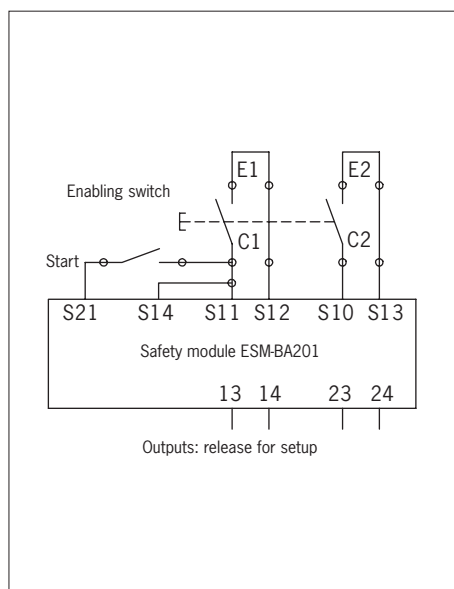 E1 E2
Enabling switch
C1 C2
Start
S21 S14 S11 S12 S10 S13
Safety module ESM-BA201
13 14 23 24
Outputs: release for setup